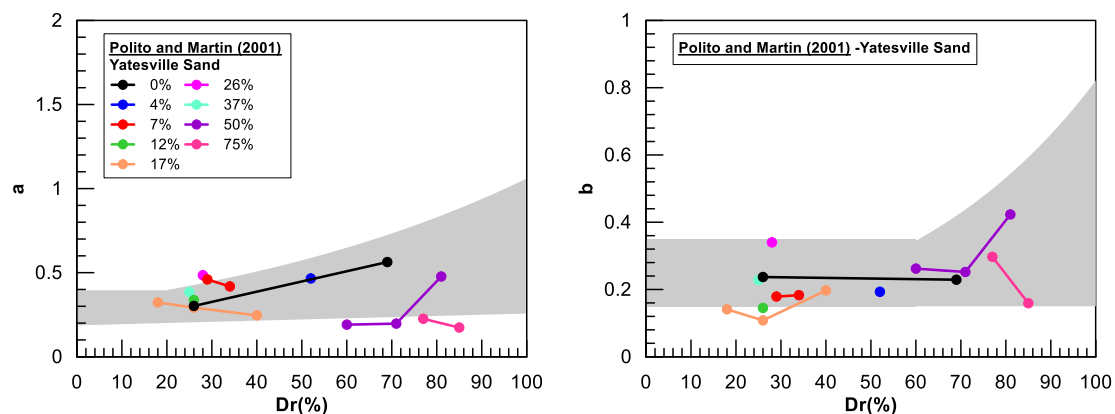 2
1.5
1
0.5
0
a
Polito and Martin (2001)
Yatesville Sand
0% 26%
4% 37%
7% 50%
12% 75%
17%
0 10 20 30 40 50 60 70 80 90 100
Dr(%)
1
0.8
0.6
0.4
0.2
0
b
Polito and Martin (2001) -Yatesville Sand
0 10 20 30 40 50 60 70 80 90 100
Dr(%)